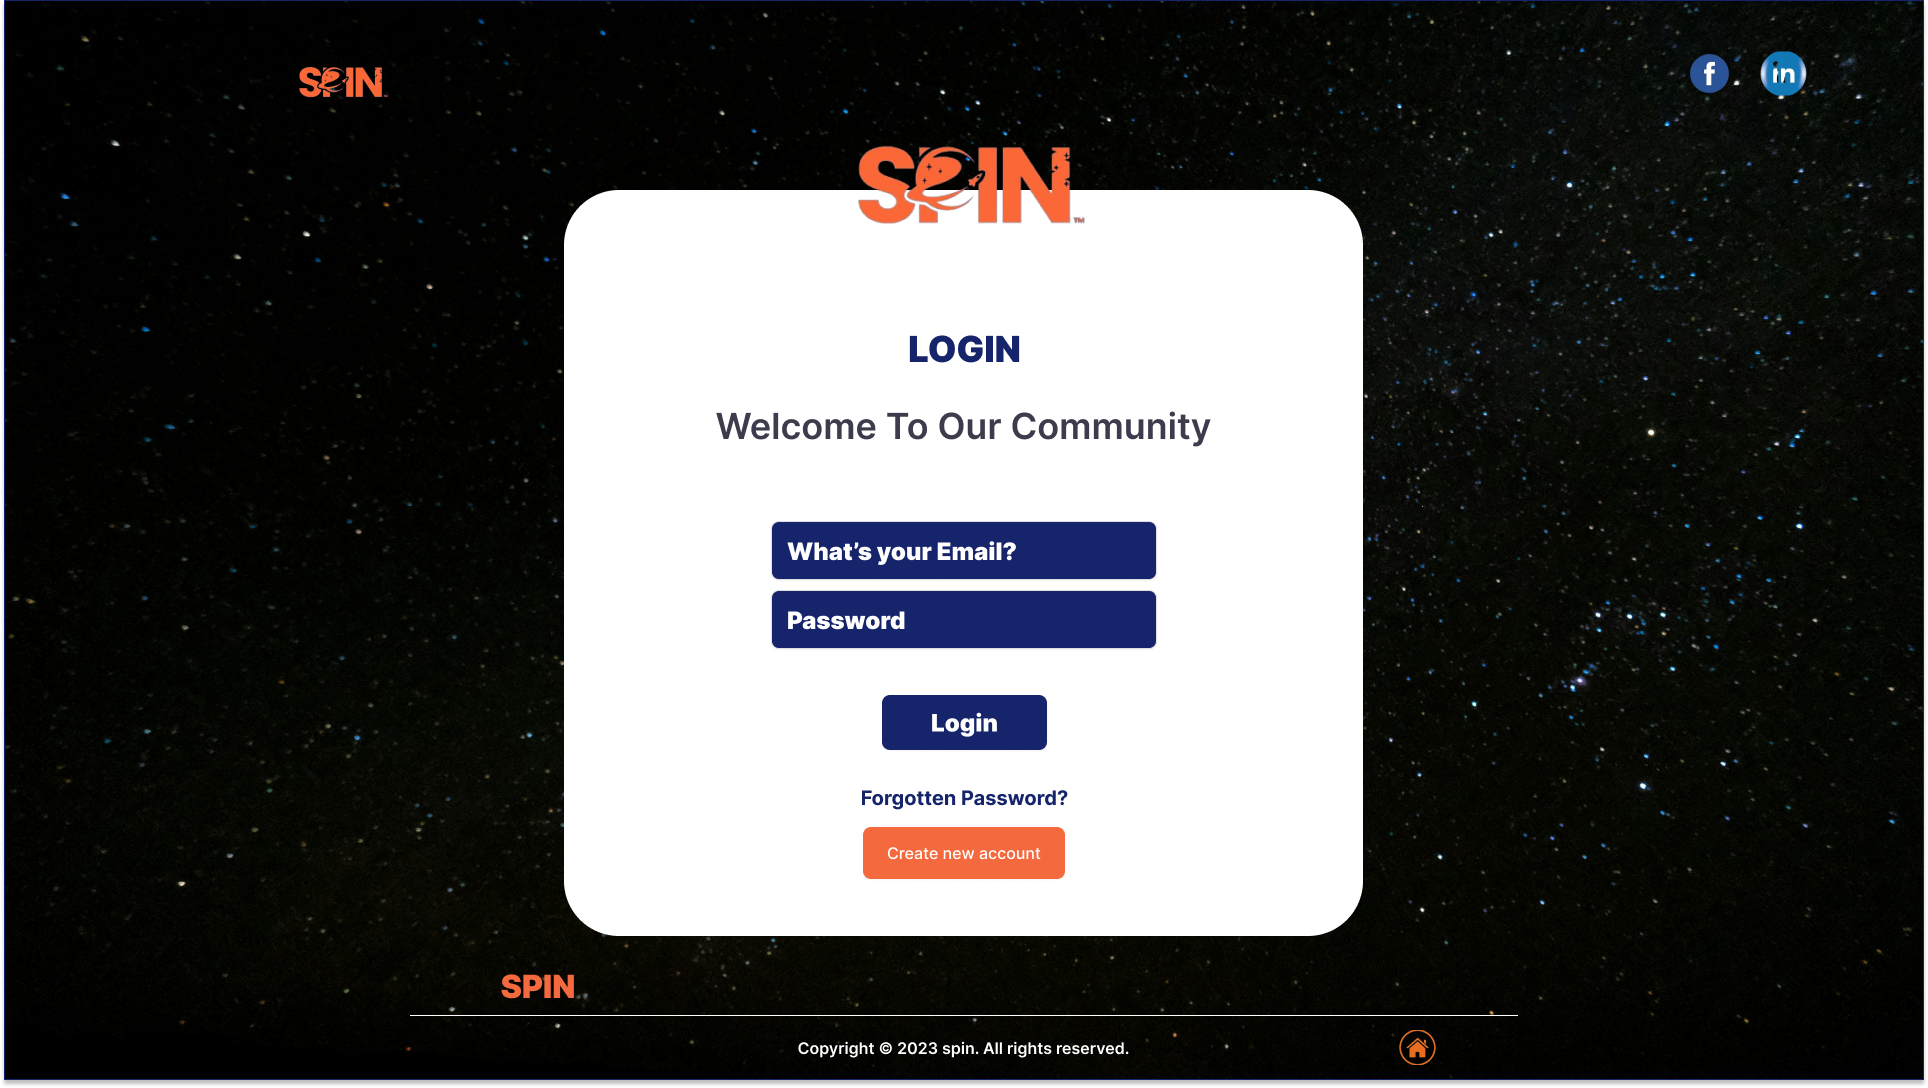 SPIN
f
in
SPIN™
LOGIN
Welcome To Our Community
What’s your Email?
Password
Login
Forgotten Password?
Create new account
SPIN
Copyright © 2023 spin. All rights reserved.